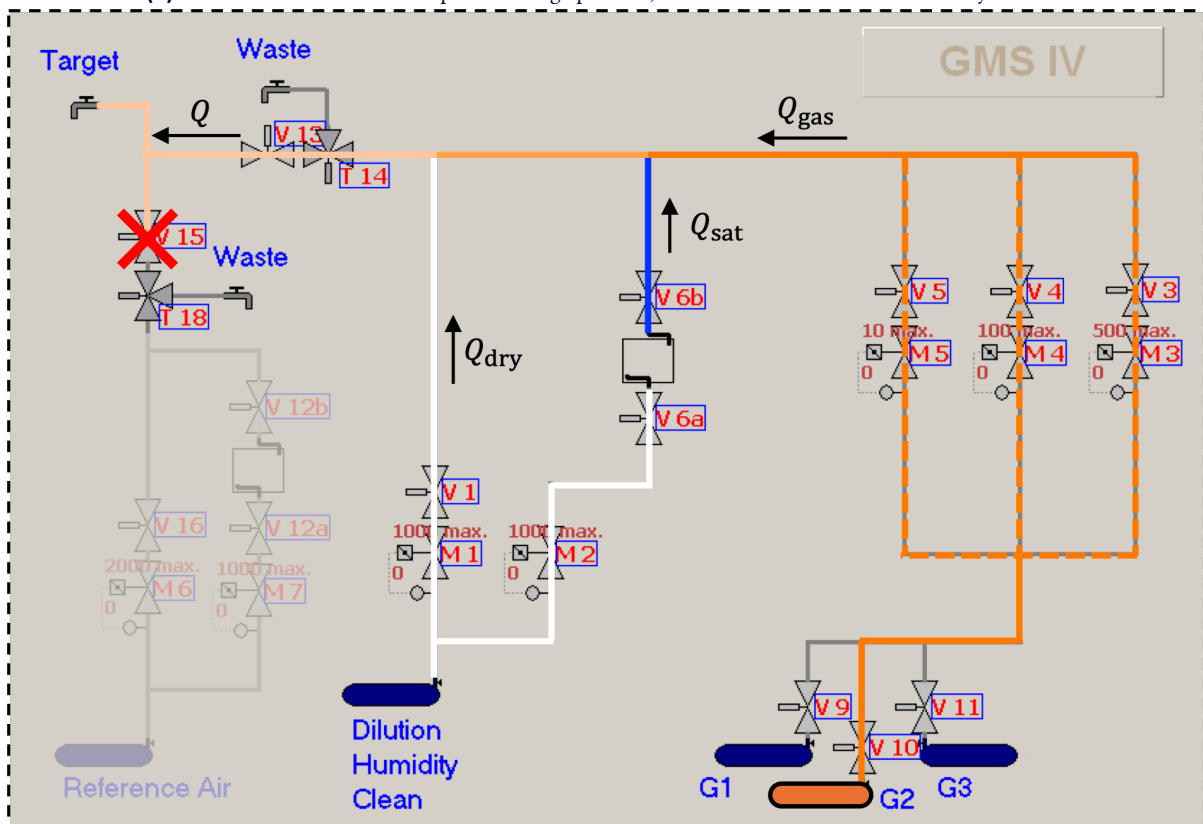 GMS IV
Waste
Target
Q
Q_gas
V 13
T 14
V 15
Waste
Q_sat
T 18
V 6b
V 5
V 4
V 3
10 max.
100 max.
500 max.
M 5
M 4
M 3
0
0
0
Q_dry
V 12b
V 6a
V 1
V 16
V 12a
1000 max.
1000 max.
M 1
M 2
0
0
2000 max.
1000 max.
M 6
M 7
0
0
V 9
V 11
Dilution
Humidity
Clean
V 10
Reference Air
G1
G2
G3